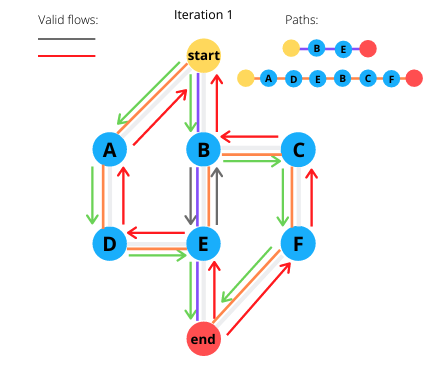 Iteration 1
Valid flows:
Paths:
B E
A D E B C F
start
A B C
D E F
end